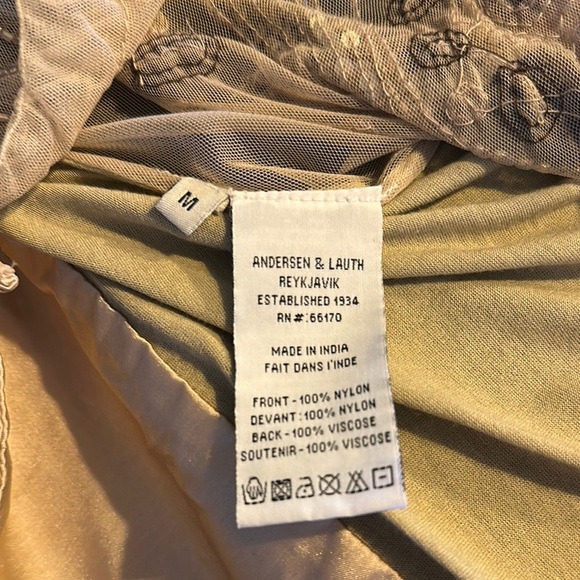 M
ANDERSEN & LAUTH
REYKJAVIK
ESTABLISHED 1934
RN #:66170
MADE IN INDIA
FAIT DANS I'INDE
FRONT-100% NYLON
DEVANT:100% NYLON
BACK-100% VISCOSE
SOUTENIR-100% VISCOSE